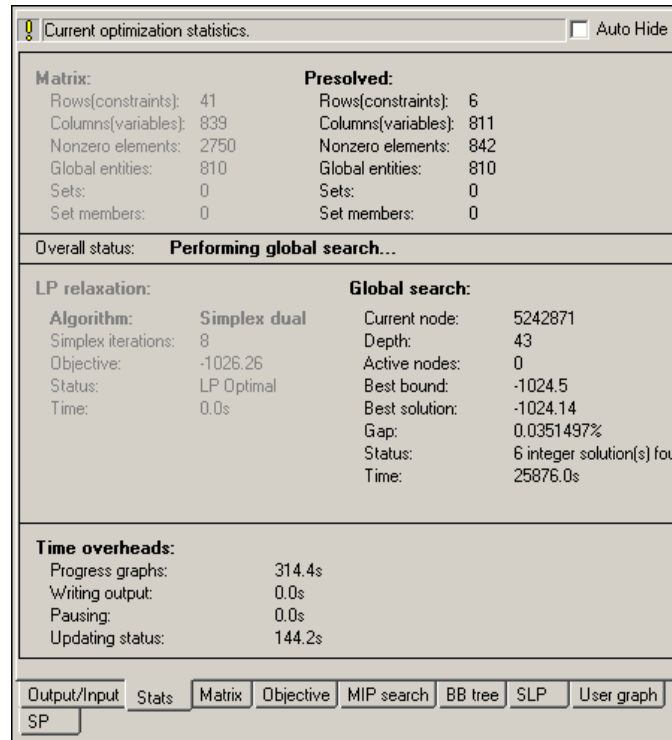 Current optimization statistics.
Auto Hide
Matrix:
Rows(constraints): 41
Columns(variables): 839
Nonzero elements: 2750
Global entities: 810
Sets: 0
Set members: 0
Presolved:
Rows(constraints): 6
Columns(variables): 811
Nonzero elements: 842
Global entities: 810
Sets: 0
Set members: 0
Overall status: Performing global search...
LP relaxation:
Algorithm: Simplex dual
Simplex iterations: 8
Objective: -1026.26
Status: LP Optimal
Time: 0.0s
Global search:
Current node: 5242871
Depth: 43
Active nodes: 0
Best bound: -1024.5
Best solution: -1024.14
Gap: 0.0351497%
Status: 6 integer solution(s) fou
Time: 25876.0s
Time overheads:
Progress graphs: 314.4s
Writing output: 0.0s
Pausing: 0.0s
Updating status: 144.2s
Output/Input Stats Matrix Objective MIP search BB tree SLP User graph
SP